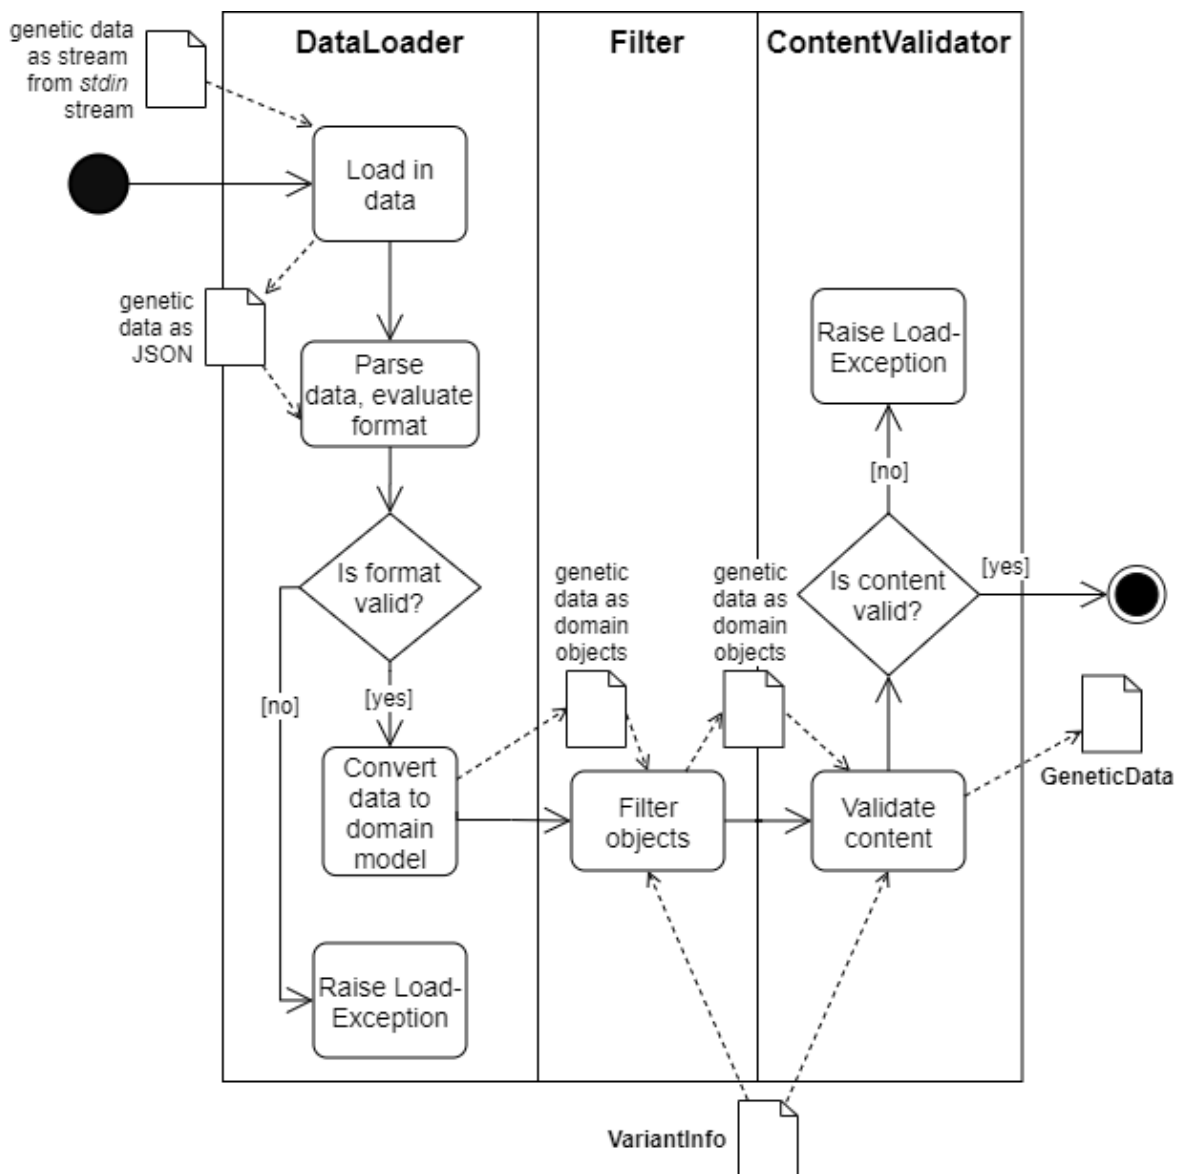 DataLoader
Filter
ContentValidator
genetic data
as stream
from stdin
stream
Load in
data
genetic
data as
JSON
Parse
data, evaluate
format
Is format
valid?
[no]
[yes]
Convert
data to
domain
model
Raise Load-
Exception
genetic
data as
domain
objects
Filter
objects
genetic
data as
domain
objects
Raise Load-
Exception
[no]
Is content
valid?
[yes]
Validate
content
GeneticData
VariantInfo